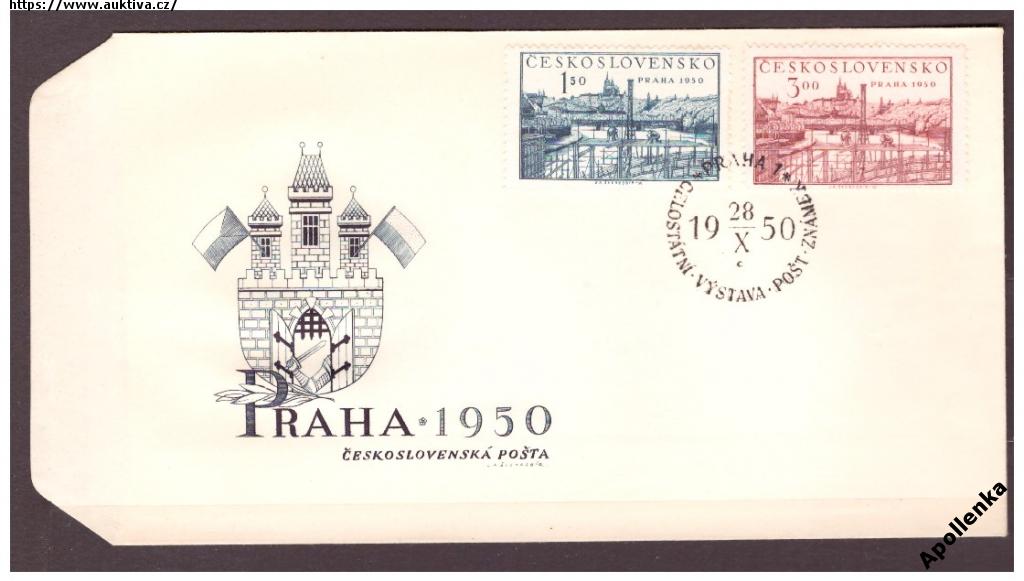 https://www.auktiva.cz/
ČESKOSLOVENSKO
1 50
PRAHA 1950
ČESKOSLOVENSKO
3 00
PRAHA 1950
* PRAHA 1 *
19 28 X 50
c
CELOSTÁTNÍ · VÝSTAVA · POŠT · ZNÁMEK
PRAHA * 1950
ČESKOSLOVENSKÁ POŠTA
Apollenka